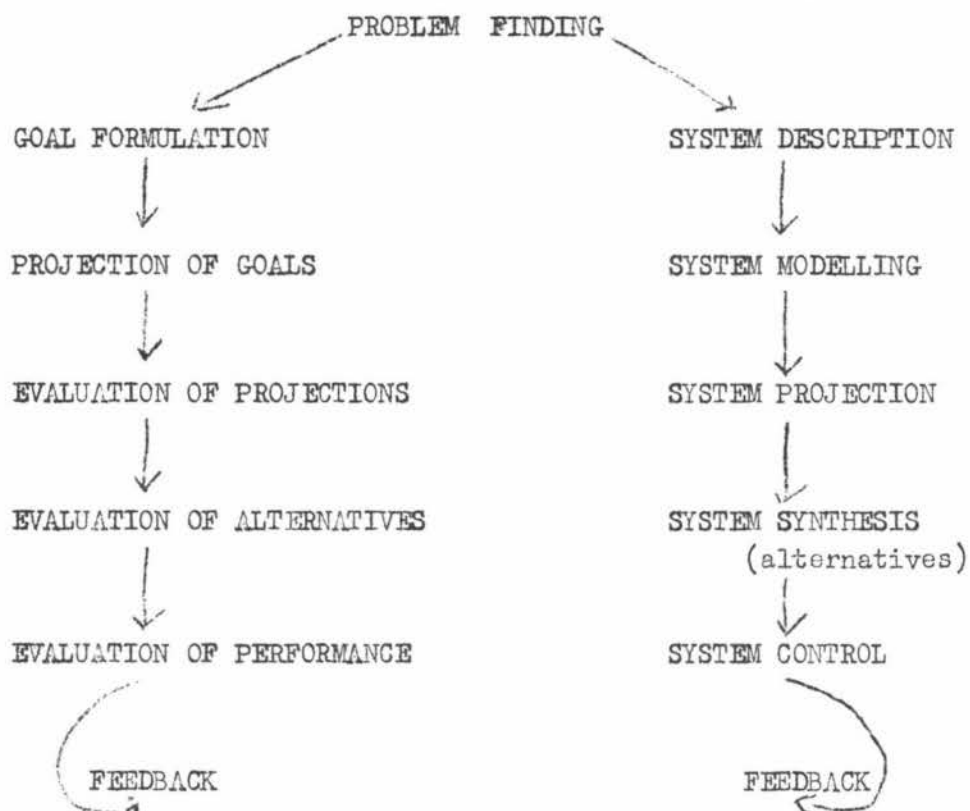 PROBLEM FINDING
GOAL FORMULATION
SYSTEM DESCRIPTION
PROJECTION OF GOALS
SYSTEM MODELLING
EVALUATION OF PROJECTIONS
SYSTEM PROJECTION
EVALUATION OF ALTERNATIVES
SYSTEM SYNTHESIS
(alternatives)
EVALUATION OF PERFORMANCE
SYSTEM CONTROL
FEEDBACK
FEEDBACK